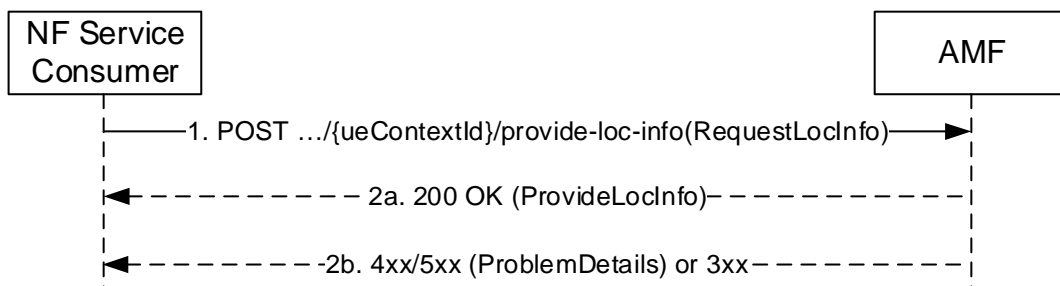 NF Service
Consumer
AMF
1. POST …/{ueContextId}/provide-loc-info(RequestLocInfo)
2a. 200 OK (ProvideLocInfo)
2b. 4xx/5xx (ProblemDetails) or 3xx